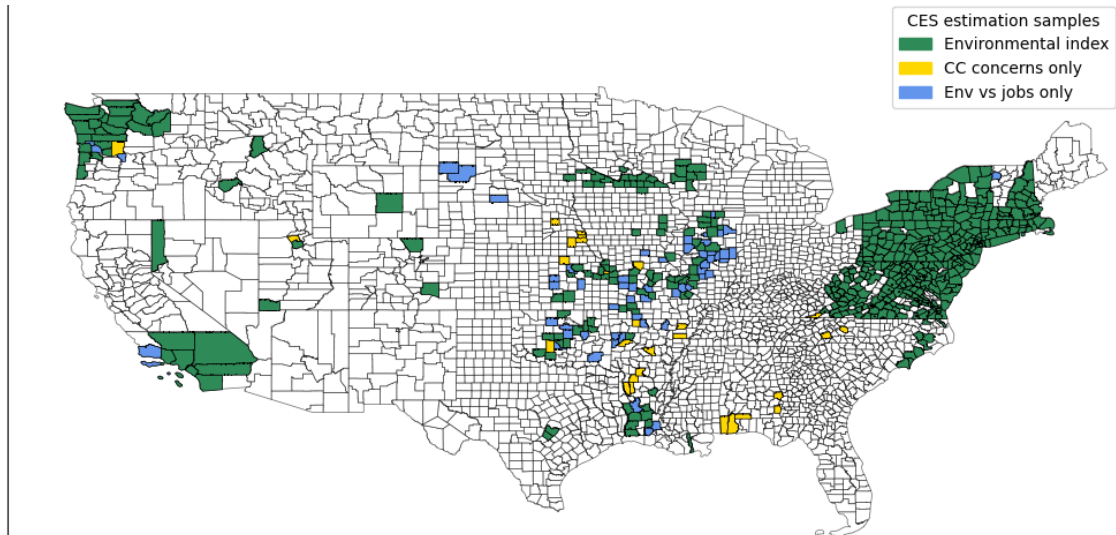 CES estimation samples
Environmental index
CC concerns only
Env vs jobs only